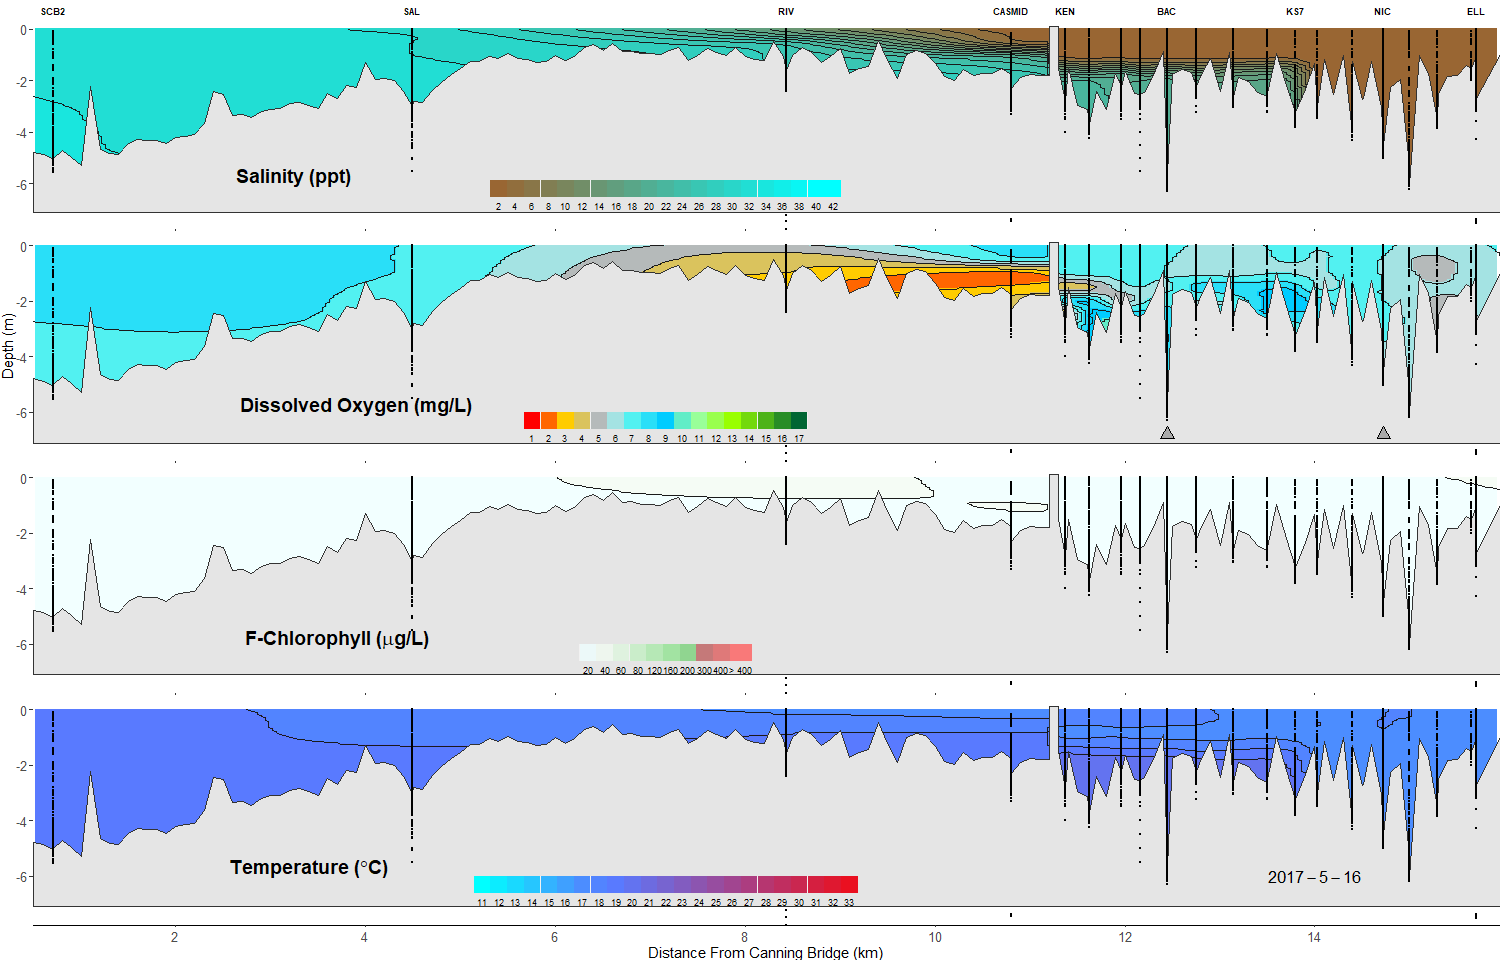 SCB2 SAL RIV CASMID KEN BAC KS7 NIC ELL
0
-2
-4
-6
Salinity (ppt)
2 4 6 8 10 12 14 16 18 20 22 24 26 28 30 32 34 36 38 40 42
0
-2
-4
-6
Depth (m)
Dissolved Oxygen (mg/L)
1 2 3 4 5 6 7 8 9 10 11 12 13 14 15 16 17
0
-2
-4
-6
F-Chlorophyll (µg/L)
20 40 60 80 120 160 200 300 400 > 400
0
-2
-4
-6
Temperature (°C)
2017 – 5 – 16
11 12 13 14 15 16 17 18 19 20 21 22 23 24 25 26 27 28 29 30 31 32 33
2 4 6 8 10 12 14
Distance From Canning Bridge (km)